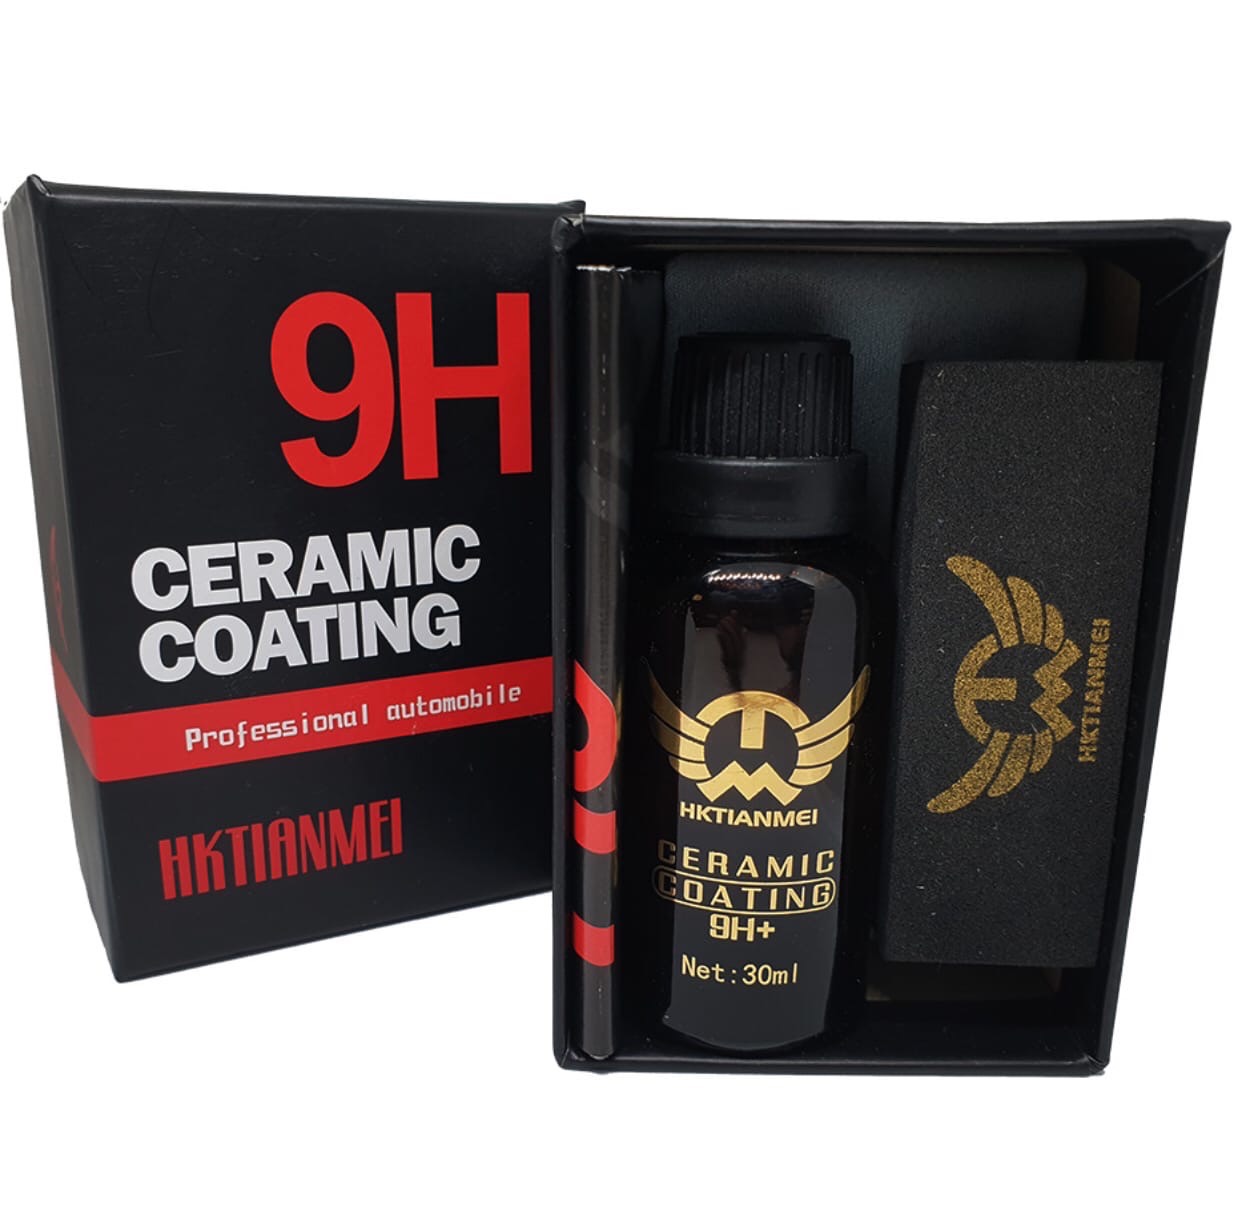 9H
CERAMIC
COATING
Professional automobile
HKTIANMEI
HKTIANMEI
CERAMIC
COATING
9H+
Net:30ml
HKTIANMEI